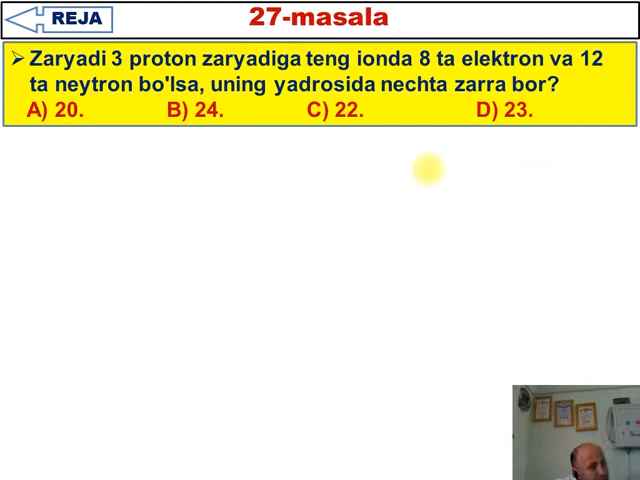 REJA
27-masala
Zaryadi 3 proton zaryadiga teng ionda 8 ta elektron va 12
ta neytron bo'lsa, uning yadrosida nechta zarra bor?
A) 20. B) 24. C) 22. D) 23.